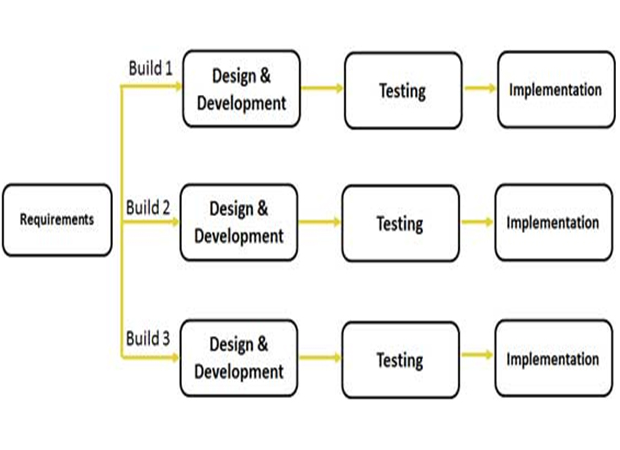 Build 1
Design &
Development
Testing
Implementation
Requirements
Build 2
Design &
Development
Testing
Implementation
Build 3
Design &
Development
Testing
Implementation